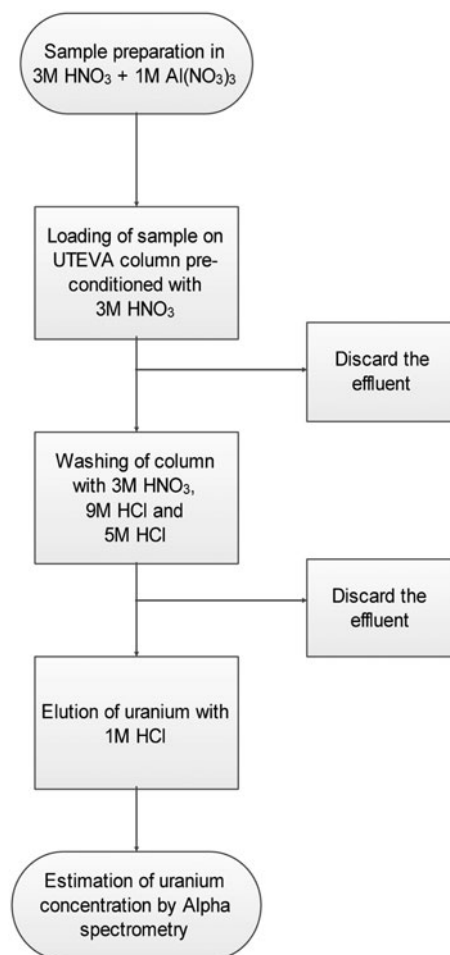 Sample preparation in
3M HNO₃ + 1M Al(NO₃)₃
Loading of sample on
UTEVA column pre-
conditioned with
3M HNO₃
Discard the
effluent
Washing of column
with 3M HNO₃,
9M HCl and
5M HCl
Discard the
effluent
Elution of uranium with
1M HCl
Estimation of uranium
concentration by Alpha
spectrometry